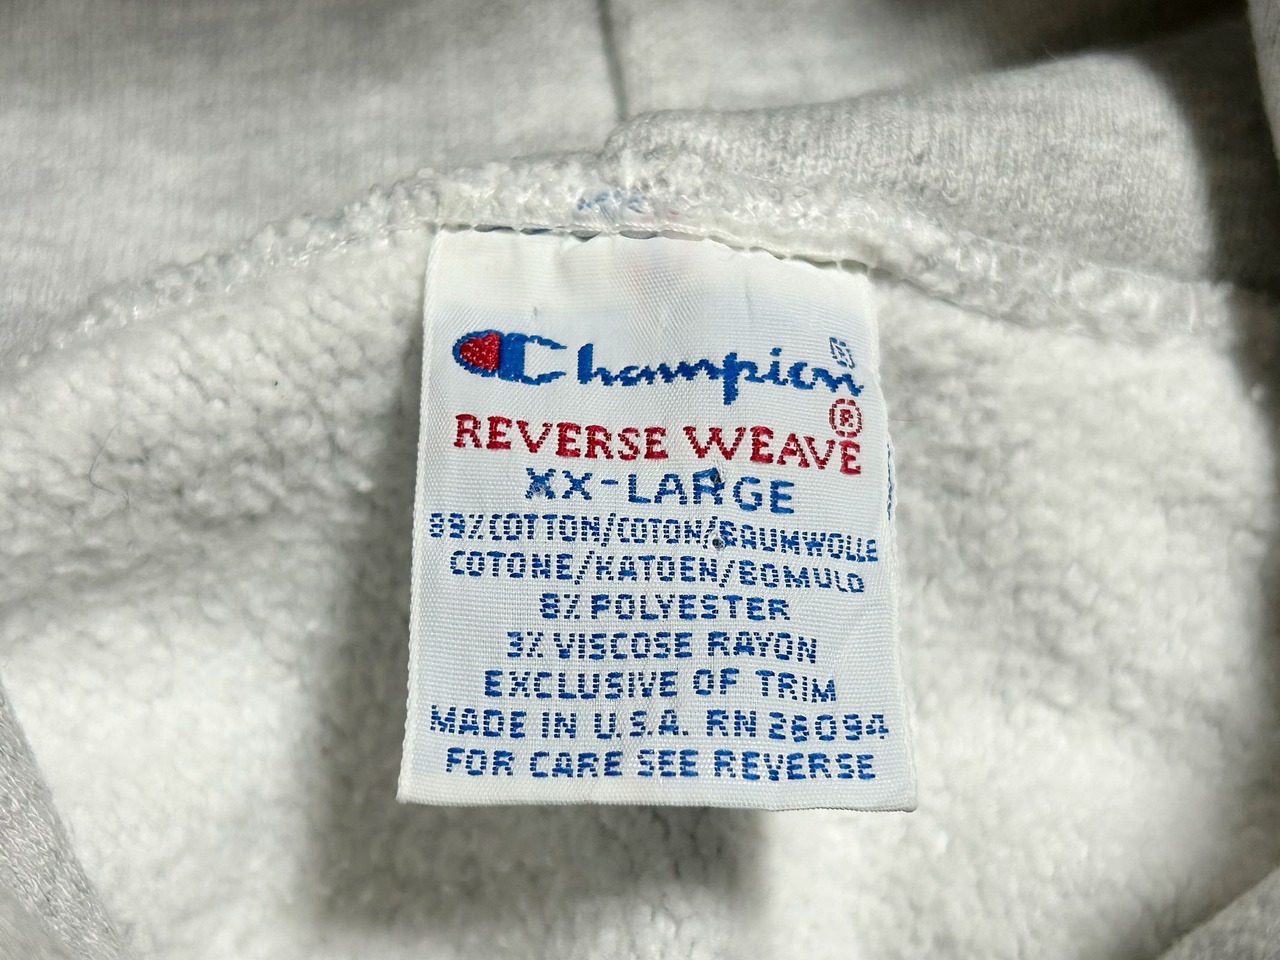 Champion®
REVERSE WEAVE®
XX-LARGE
89% COTTON/COTON/BAUMWOLLE
COTONE/KATOEN/BOMULD
8% POLYESTER
3% VISCOSE RAYON
EXCLUSIVE OF TRIM
MADE IN U.S.A. RN 26094
FOR CARE SEE REVERSE